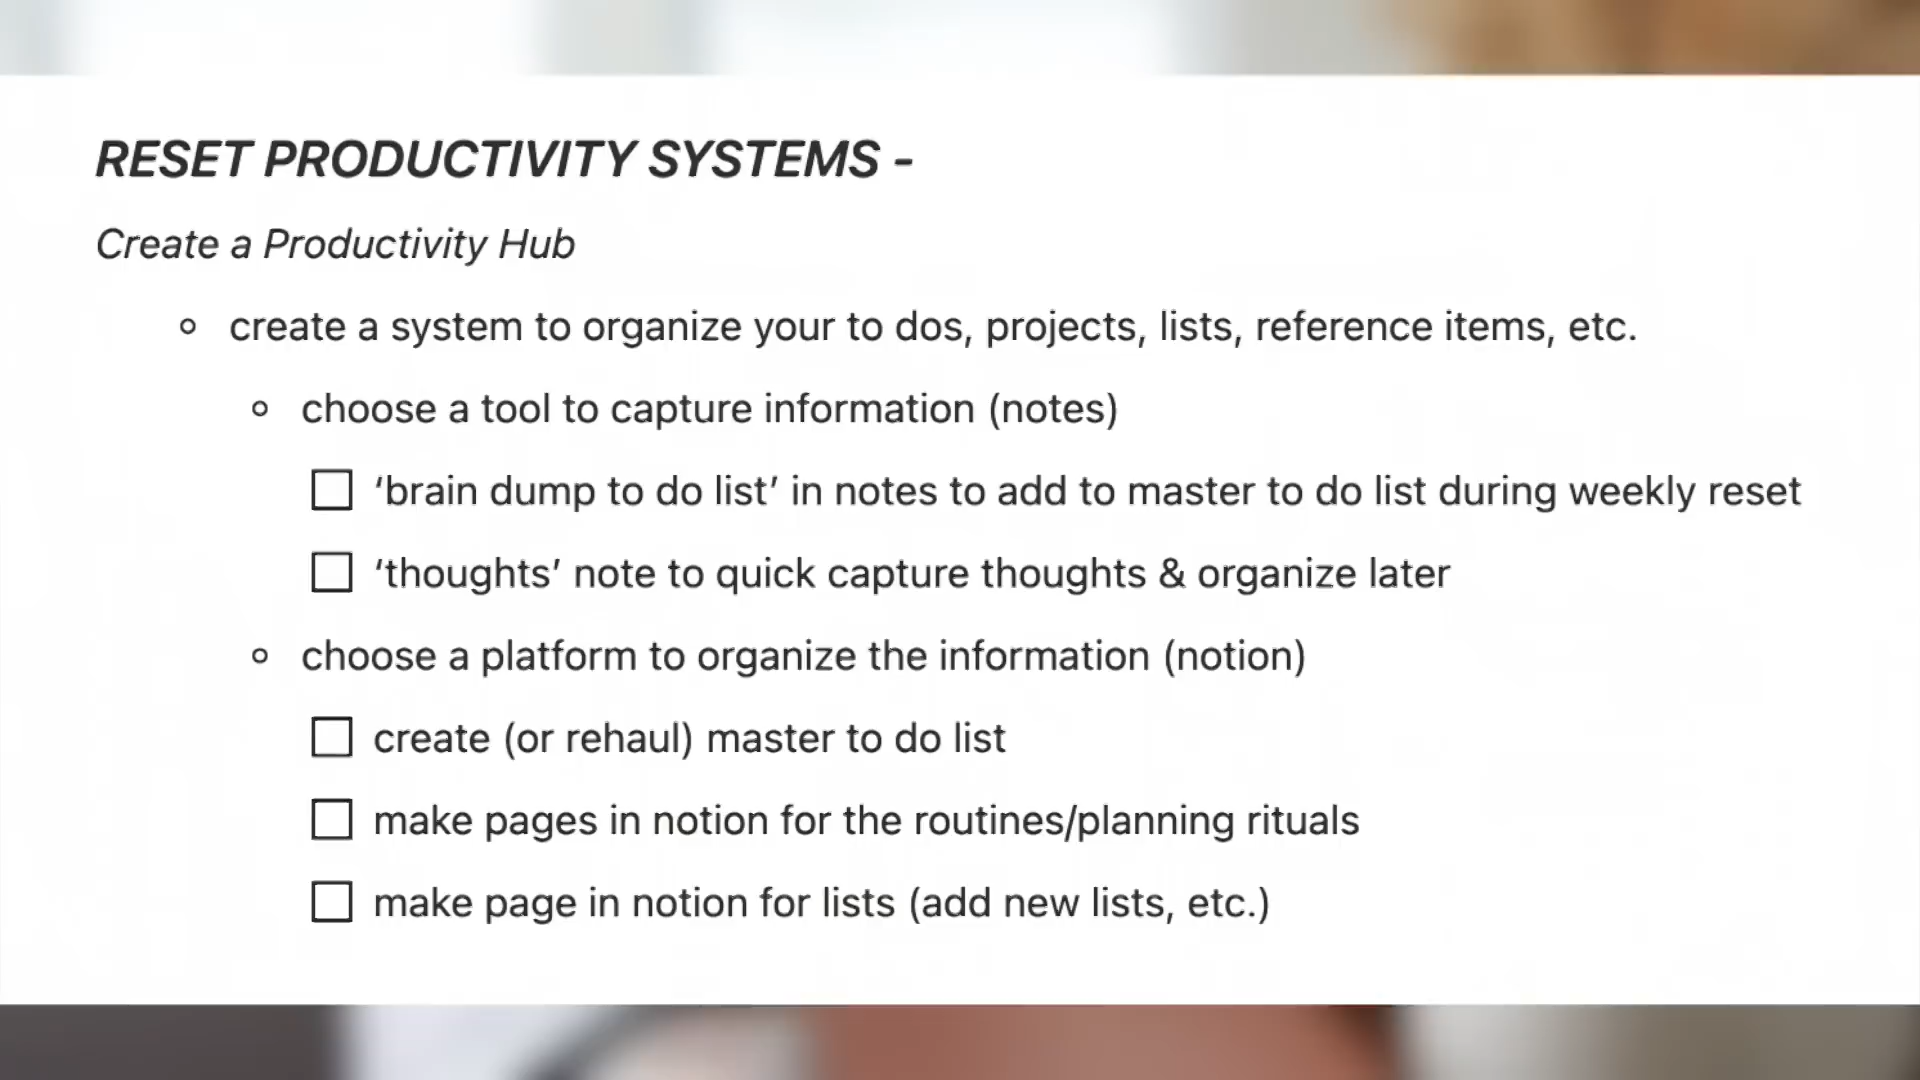 RESET PRODUCTIVITY SYSTEMS -
Create a Productivity Hub
create a system to organize your to dos, projects, lists, reference items, etc.
choose a tool to capture information (notes)
‘brain dump to do list’ in notes to add to master to do list during weekly reset
‘thoughts’ note to quick capture thoughts & organize later
choose a platform to organize the information (notion)
create (or rehaul) master to do list
make pages in notion for the routines/planning rituals
make page in notion for lists (add new lists, etc.)